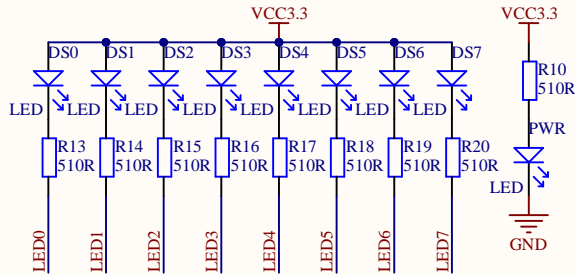 VCC3.3 VCC3.3
DS0 DS1 DS2 DS3 DS4 DS5 DS6 DS7
R10
510R
LED LED LED LED LED LED LED LED
PWR
R13 R14 R15 R16 R17 R18 R19 R20
510R 510R 510R 510R 510R 510R 510R 510R
LED
LED0 LED1 LED2 LED3 LED4 LED5 LED6 LED7
GND